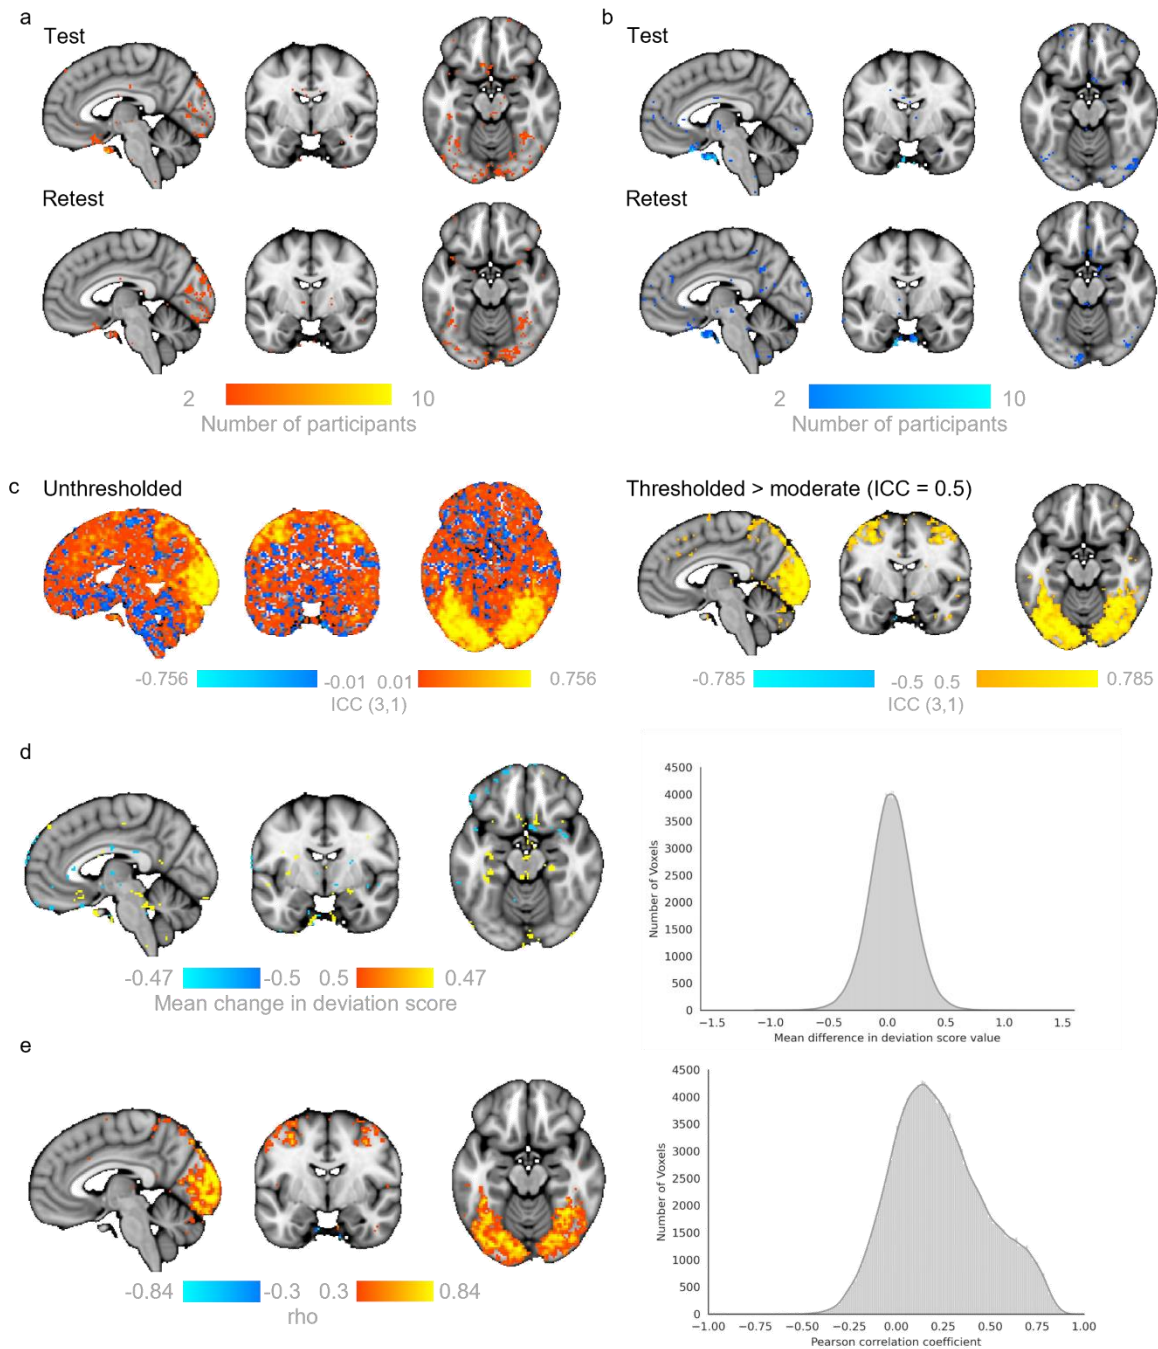 a
Test
b
Test
Retest
Retest
2 10
Number of participants
2 10
Number of participants
c
Unthresholded
Thresholded > moderate (ICC = 0.5)
-0.756 -0.01 0.01 0.756
ICC (3,1)
-0.785 -0.5 0.5 0.785
ICC (3,1)
d
-0.47 -0.5 0.5 0.47
Mean change in deviation score
4500
4000
3500
3000
2500
2000
1500
1000
500
0
Number of Voxels
−1.5 −1.0 −0.5 0.0 0.5 1.0 1.5
Mean difference in deviation score value
e
-0.84 -0.3 0.3 0.84
rho
4500
4000
3500
3000
2500
2000
1500
1000
500
0
Number of Voxels
−1.00 −0.75 −0.50 −0.25 0.00 0.25 0.50 0.75 1.00
Pearson correlation coefficient